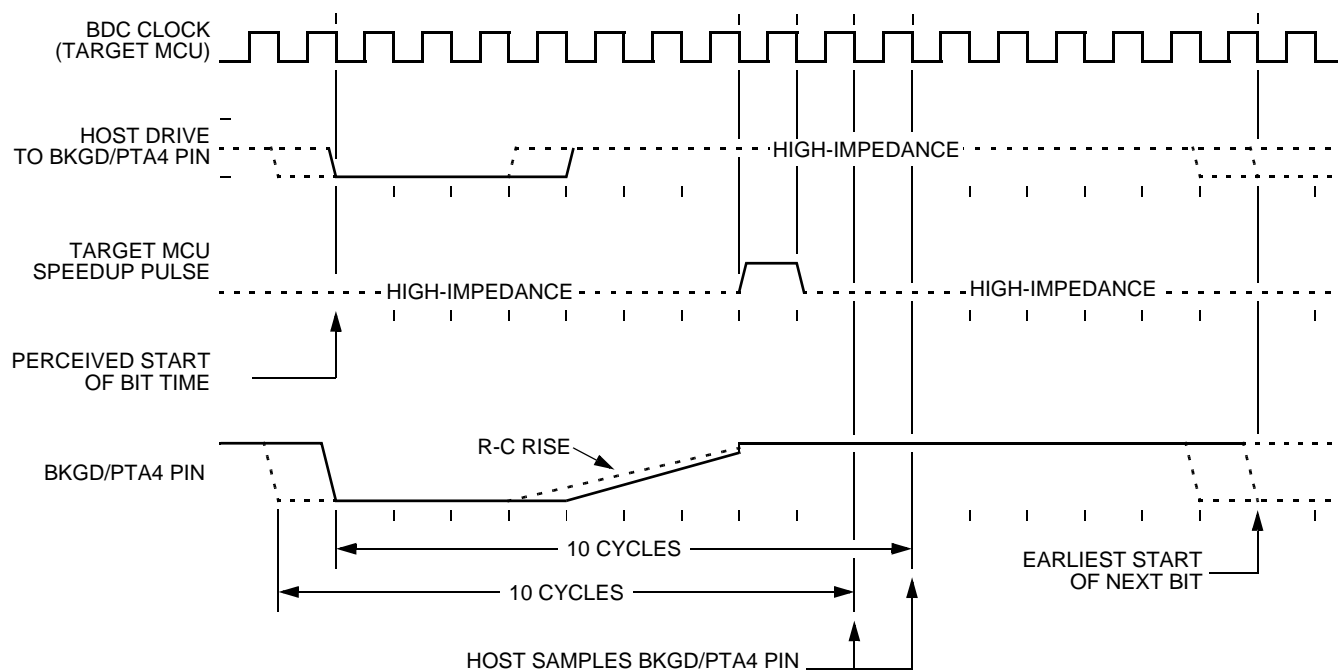 BDC CLOCK
(TARGET MCU)
HOST DRIVE
TO BKGD/PTA4 PIN
HIGH-IMPEDANCE
TARGET MCU
SPEEDUP PULSE
HIGH-IMPEDANCE
HIGH-IMPEDANCE
PERCEIVED START
OF BIT TIME
R-C RISE
BKGD/PTA4 PIN
10 CYCLES
EARLIEST START
OF NEXT BIT
10 CYCLES
HOST SAMPLES BKGD/PTA4 PIN